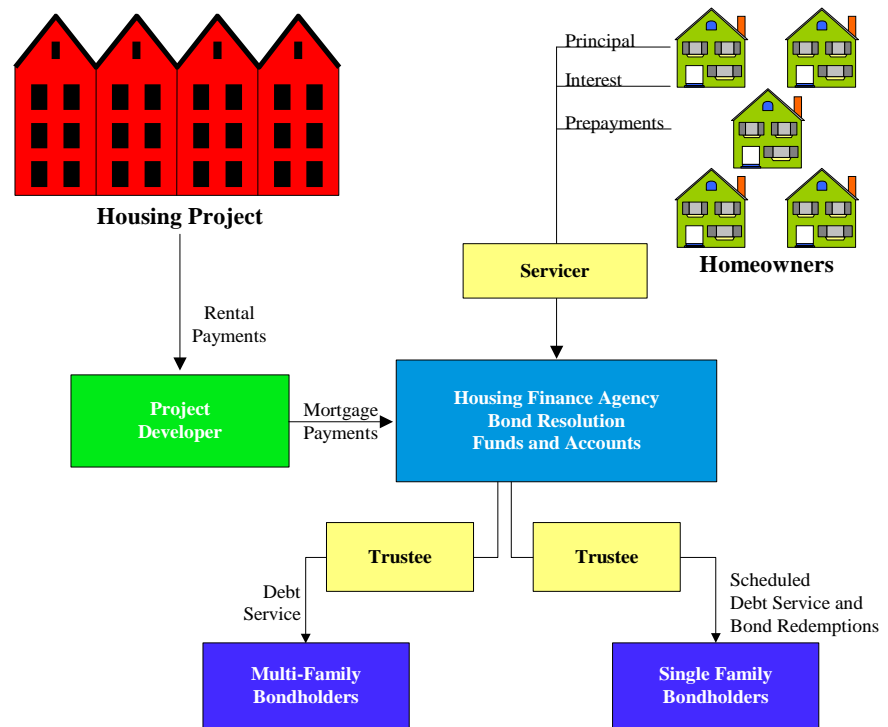 Principal
Interest
Prepayments
Housing Project
Homeowners
Servicer
Rental
Payments
Project
Developer
Mortgage
Payments
Housing Finance Agency
Bond Resolution
Funds and Accounts
Trustee
Trustee
Debt
Service
Scheduled
Debt Service and
Bond Redemptions
Multi-Family
Bondholders
Single Family
Bondholders